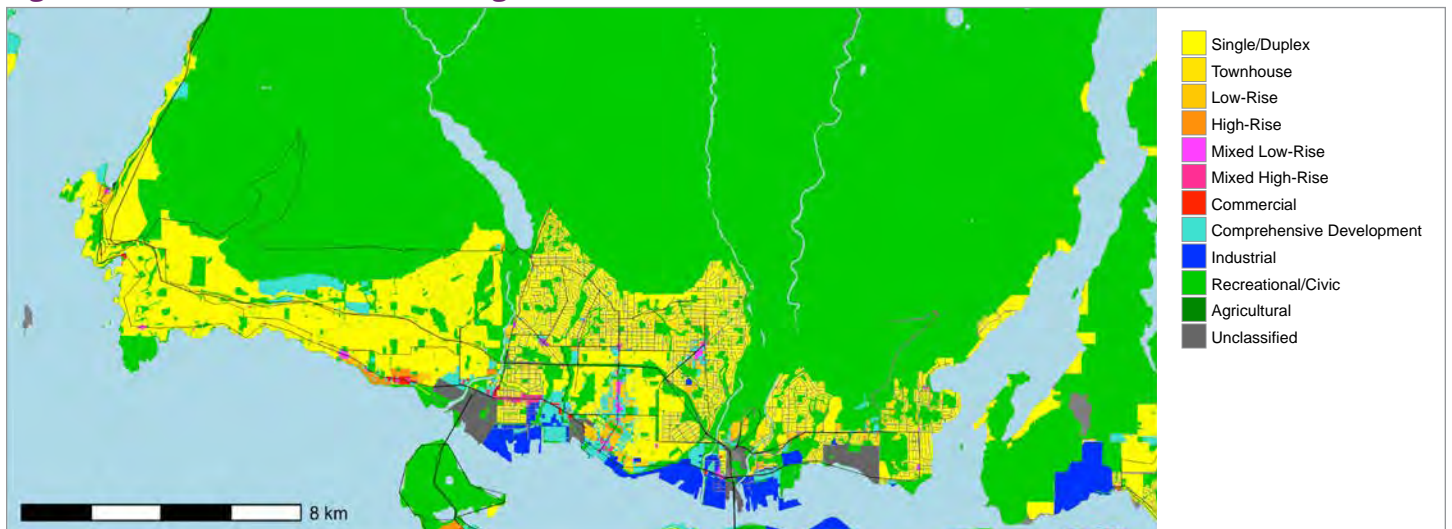 Single/Duplex
Townhouse
Low-Rise
High-Rise
Mixed Low-Rise
Mixed High-Rise
Commercial
Comprehensive Development
Industrial
Recreational/Civic
Agricultural
Unclassified
8 km